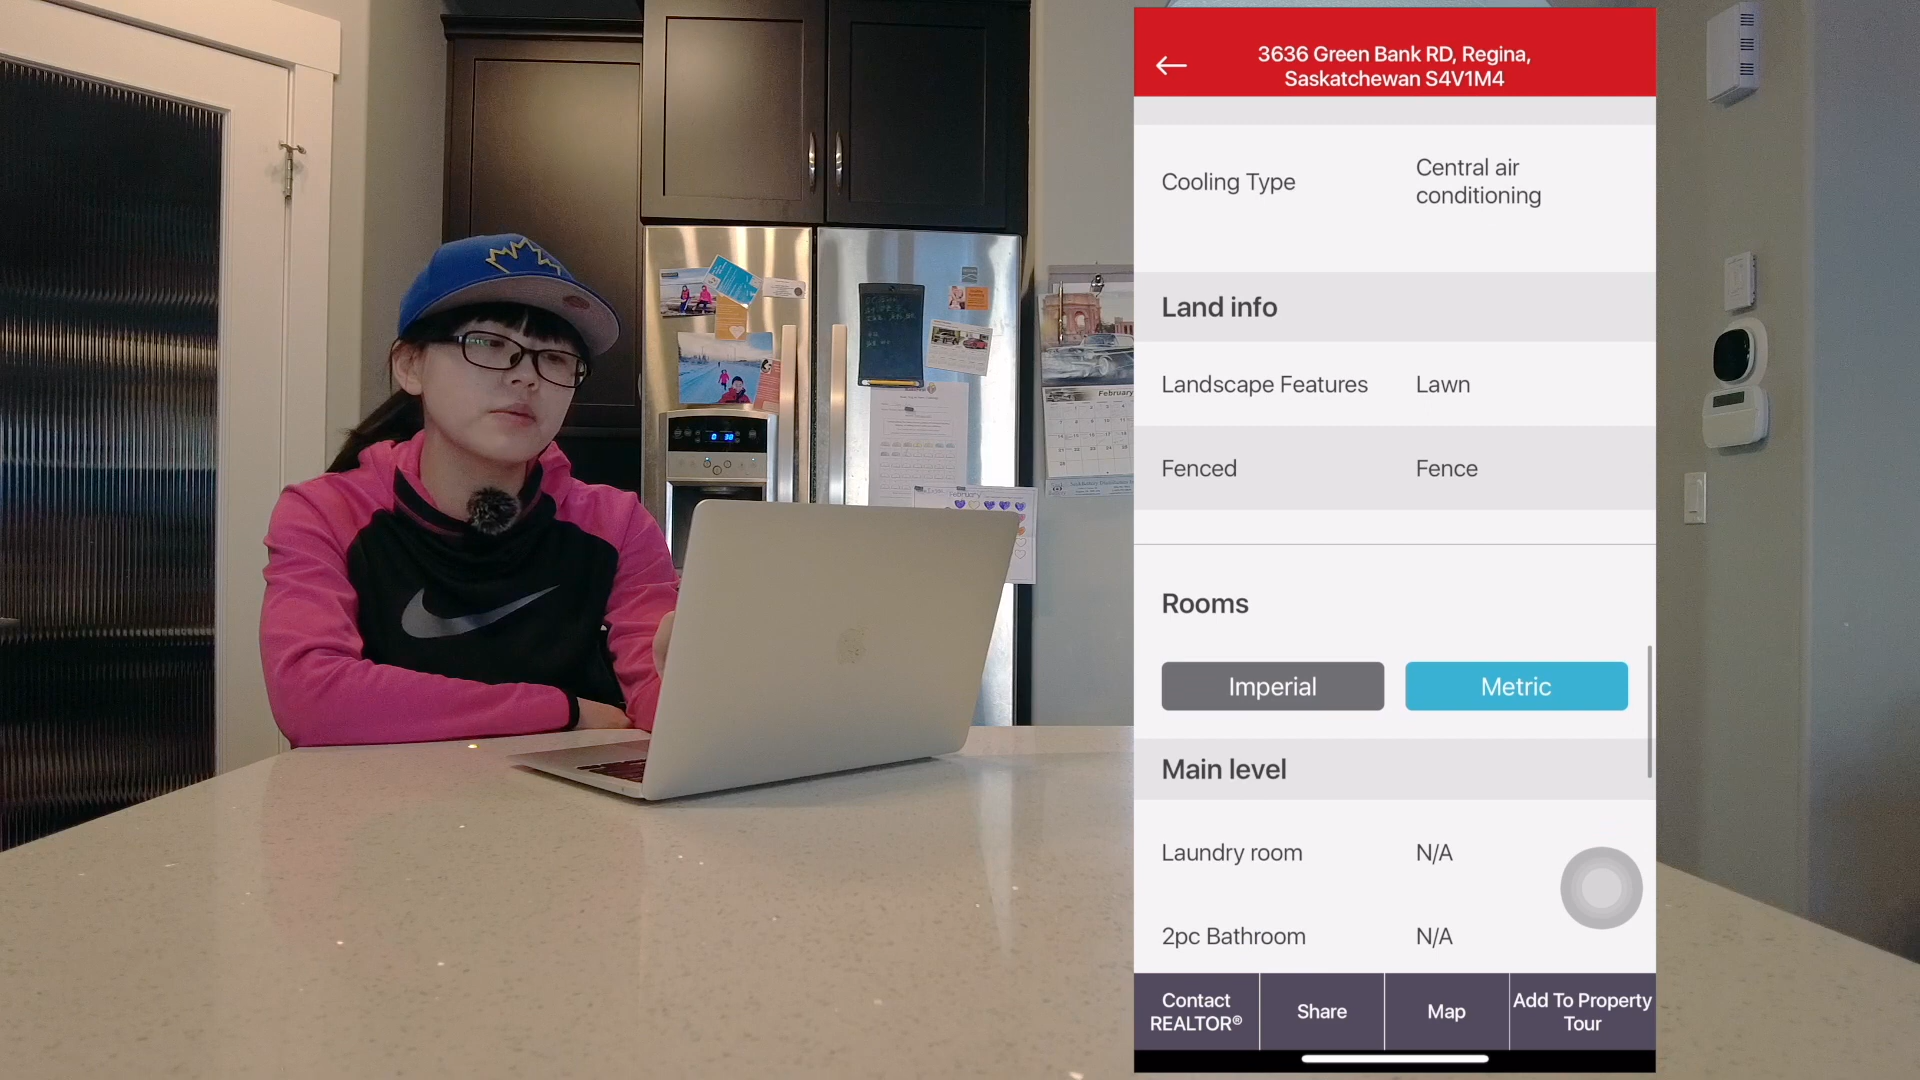 3636 Green Bank RD, Regina,
Saskatchewan S4V1M4
Cooling Type
Central air
conditioning
Land info
Landscape Features
Lawn
Fenced
Fence
Rooms
Imperial
Metric
Main level
Laundry room
N/A
2pc Bathroom
N/A
Contact
REALTOR®
Share
Map
Add To Property
Tour
February
February